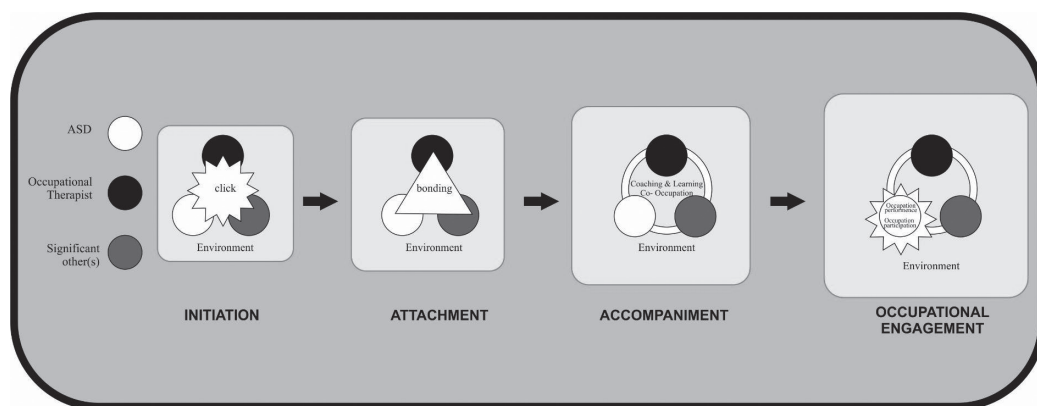 ASD
Occupational
Therapist
Significant
other(s)
click
Environment
INITIATION
bonding
Environment
ATTACHMENT
Coaching & Learning
Co- Occupation
Environment
ACCOMPANIMENT
Occupation
performance
Occupation
participation
Environment
OCCUPATIONAL
ENGAGEMENT